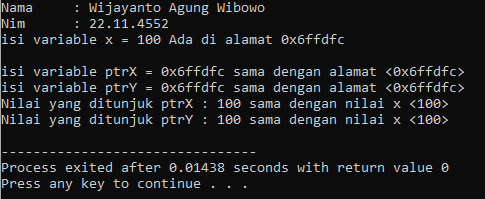 Nama      : Wijayanto Agung Wibowo
Nim       : 22.11.4552
isi variable x = 100 Ada di alamat 0x6ffdfc
isi variable ptrX = 0x6ffdfc sama dengan alamat <0x6ffdfc>
isi variable ptrY = 0x6ffdfc sama dengan alamat <0x6ffdfc>
Nilai yang ditunjuk ptrX : 100 sama dengan nilai x <100>
Nilai yang ditunjuk ptrY : 100 sama dengan nilai x <100>
--------------------------------
Process exited after 0.01438 seconds with return value 0
Press any key to continue . . .